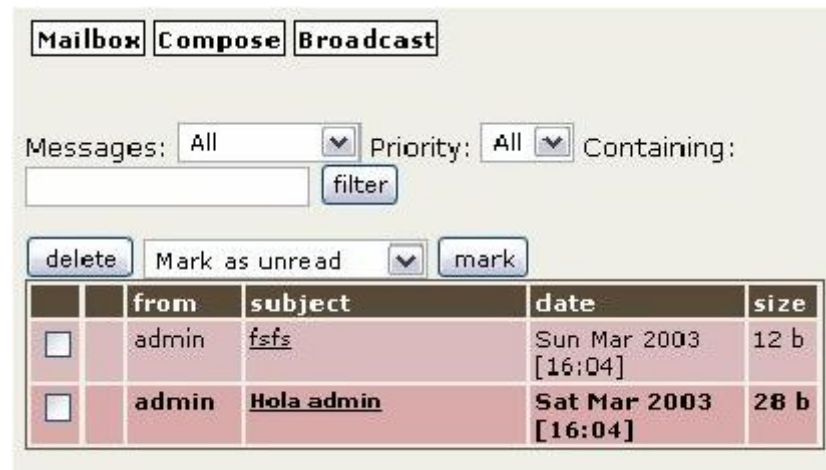 Mailbox Compose Broadcast
Messages: All Priority: All Containing:
filter
delete Mark as unread mark
from subject date size
admin fsfs Sun Mar 2003 12 b
[16:04]
admin Hola admin Sat Mar 2003 28 b
[16:04]